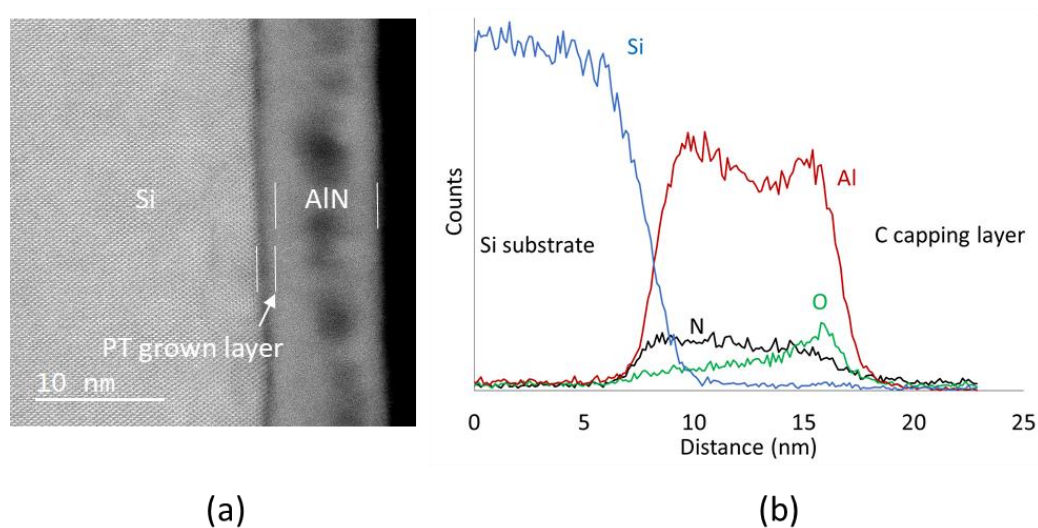 Si
AlN
PT grown layer
10 nm
(a)
Counts
Si
Al
Si substrate
C capping layer
O
N
0 5 10 15 20 25
Distance (nm)
(b)